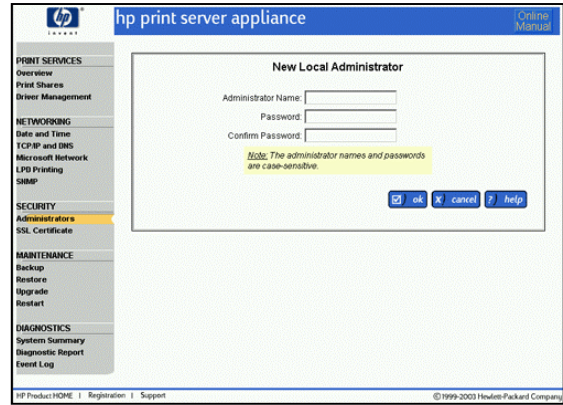 hp
invent
hp print server appliance
Online
Manual
PRINT SERVICES
Overview
Print Shares
Driver Management
NETWORKING
Date and Time
TCP/IP and DNS
Microsoft Network
LPD Printing
SNMP
SECURITY
Administrators
SSL Certificate
MAINTENANCE
Backup
Restore
Upgrade
Restart
DIAGNOSTICS
System Summary
Diagnostic Report
Event Log
New Local Administrator
Administrator Name:
Password:
Confirm Password:
Note: The administrator names and passwords
are case-sensitive.
ok X cancel ? help
HP Product HOME | Registration | Support
©1999-2003 Hewlett-Packard Company